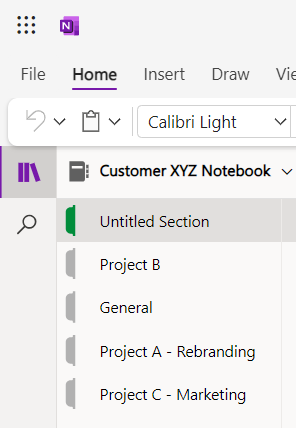 File Home Insert Draw Vie
Calibri Light
Customer XYZ Notebook
Untitled Section
Project B
General
Project A - Rebranding
Project C - Marketing